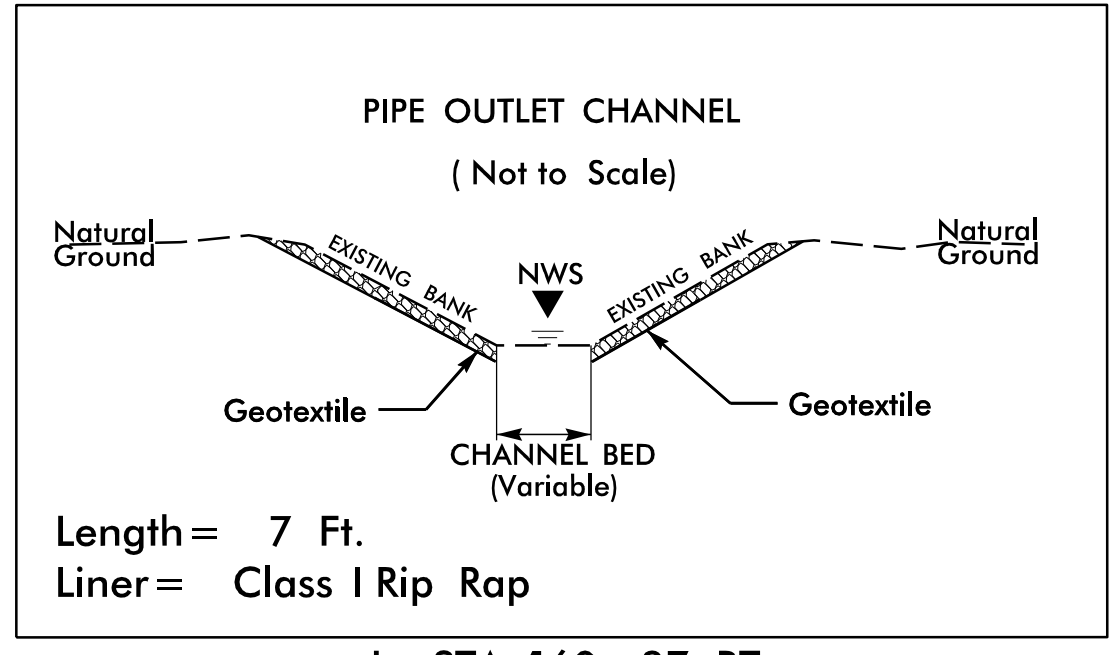 PIPE OUTLET CHANNEL
( Not to Scale)
Natural
Ground
EXISTING BANK
NWS
EXISTING BANK
Natural
Ground
Geotextile
Geotextile
CHANNEL BED
(Variable)
Length= 7 Ft.
Liner= Class I Rip Rap